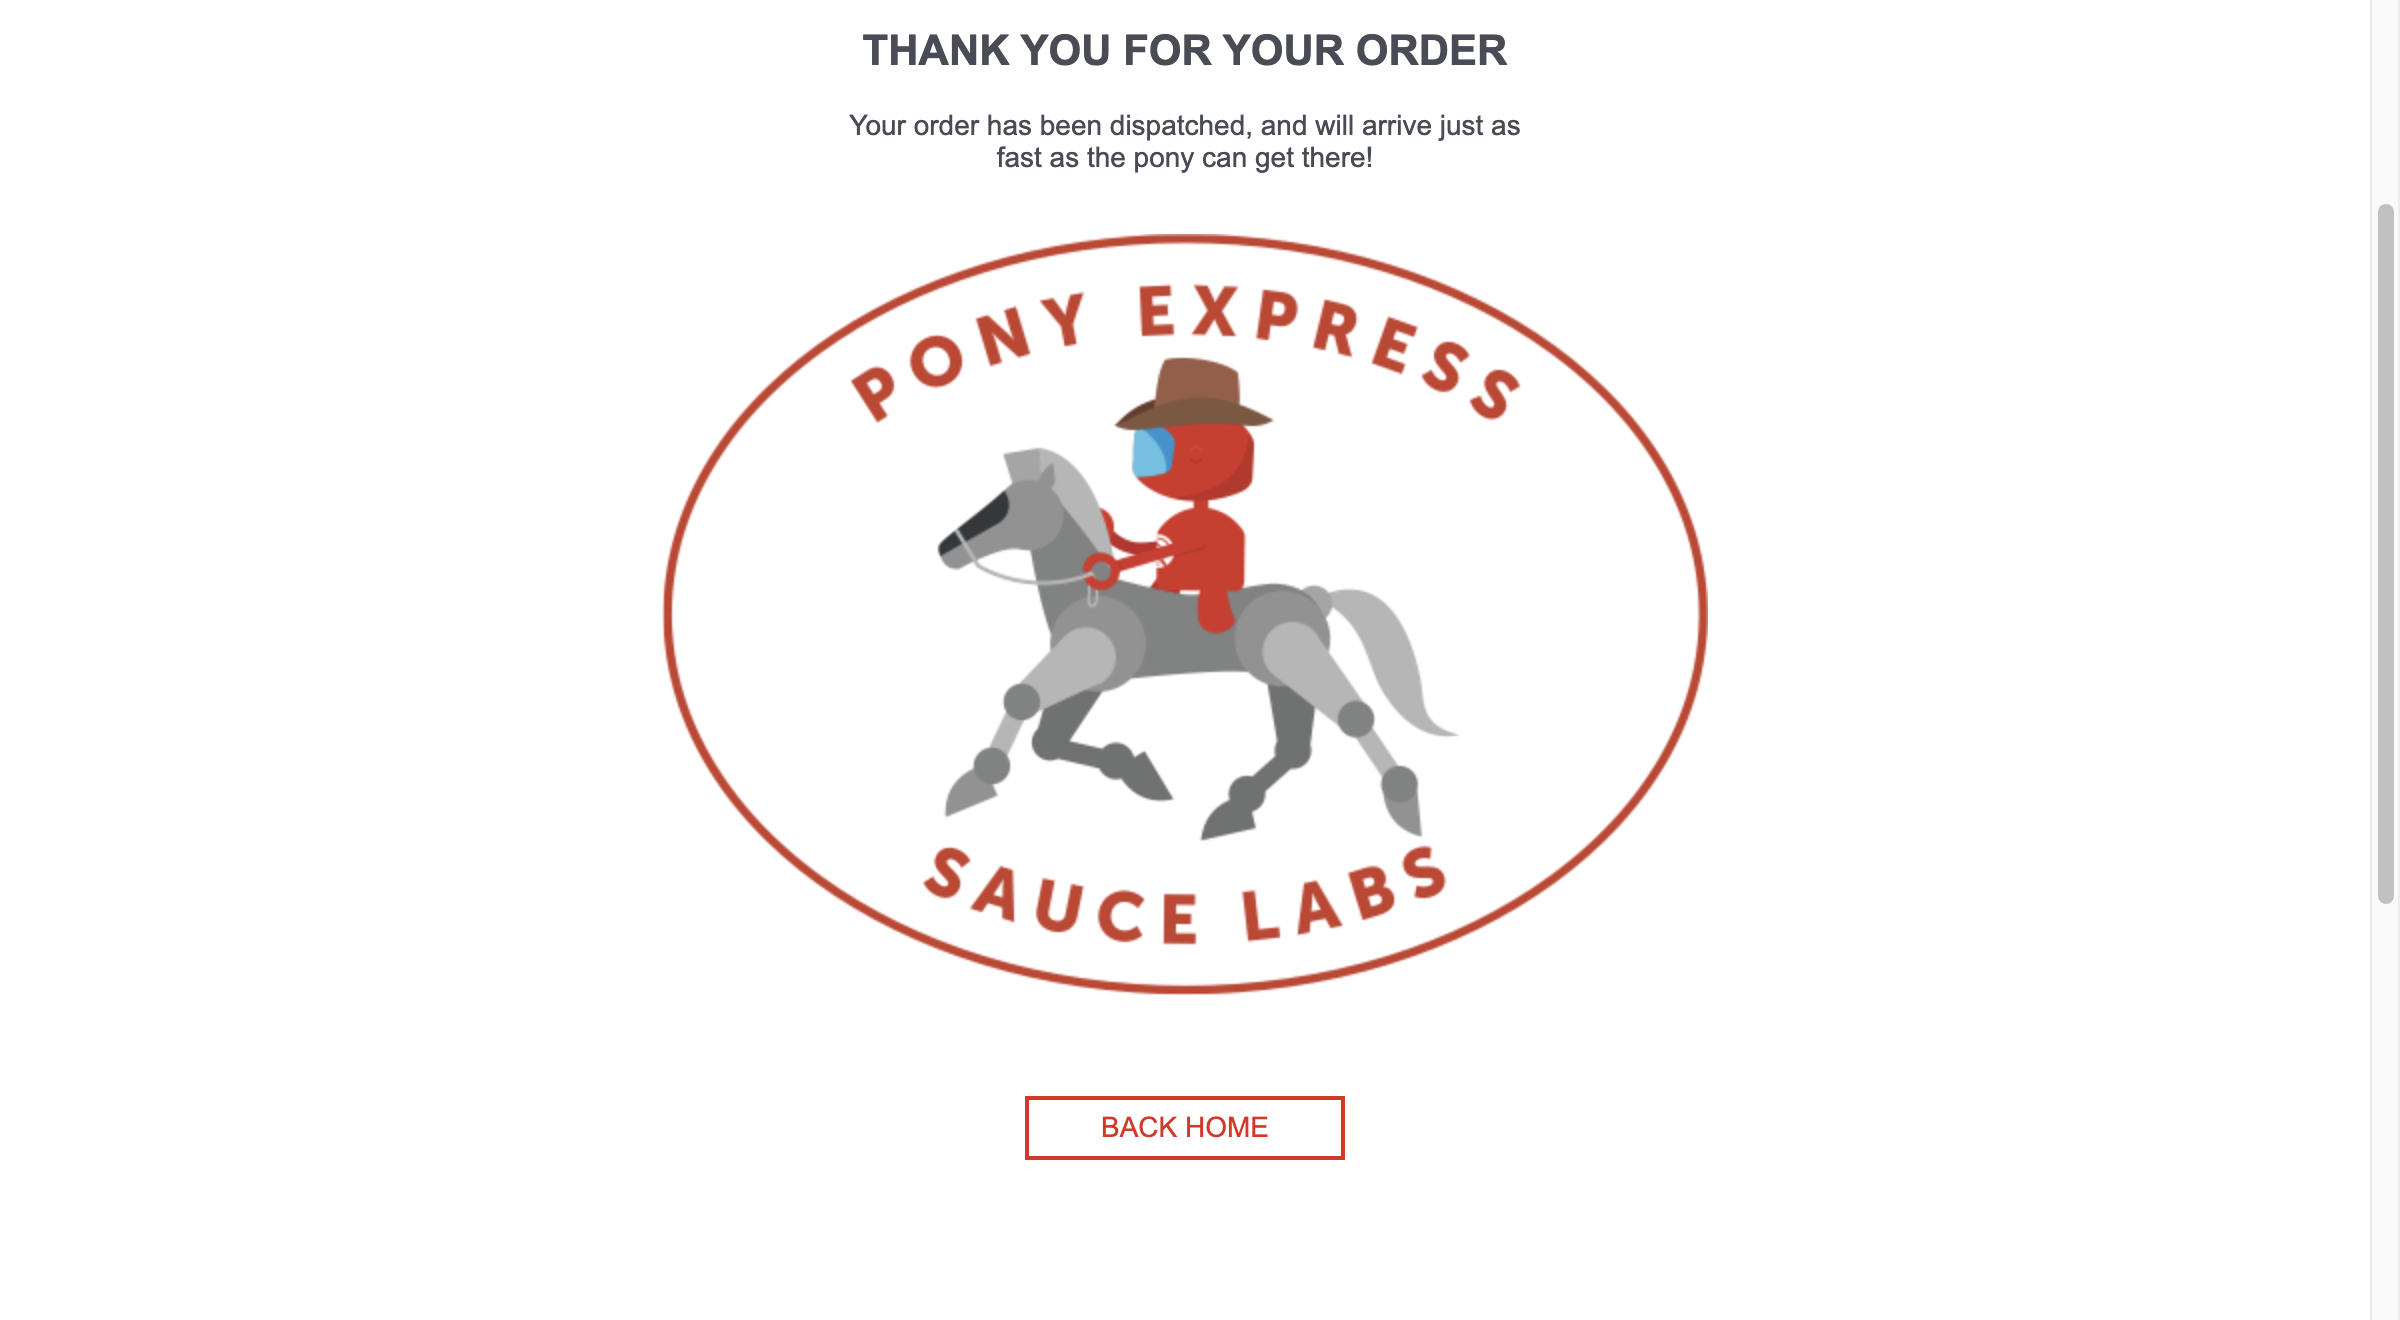 THANK YOU FOR YOUR ORDER
Your order has been dispatched, and will arrive just as
fast as the pony can get there!
PONY EXPRESS
SAUCE LABS
BACK HOME